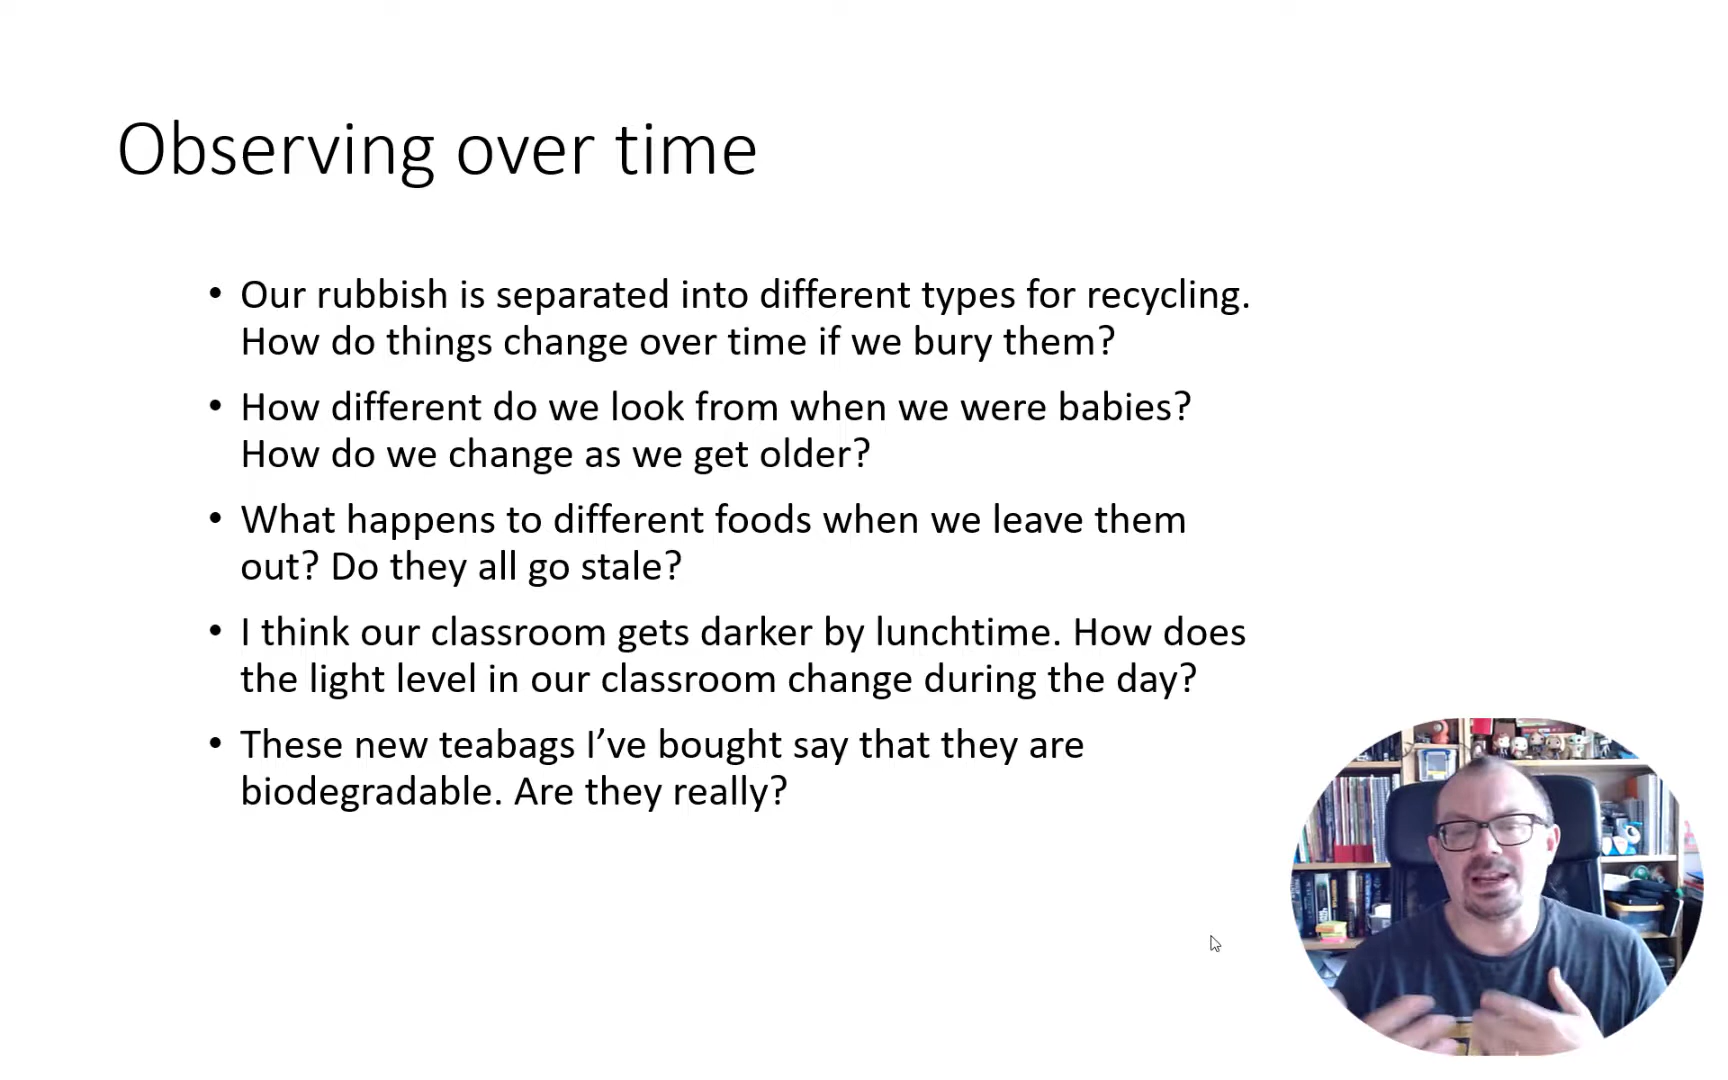 Observing over time
• Our rubbish is separated into different types for recycling.
How do things change over time if we bury them?
• How different do we look from when we were babies?
How do we change as we get older?
• What happens to different foods when we leave them
out? Do they all go stale?
• I think our classroom gets darker by lunchtime. How does
the light level in our classroom change during the day?
• These new teabags I’ve bought say that they are
biodegradable. Are they really?